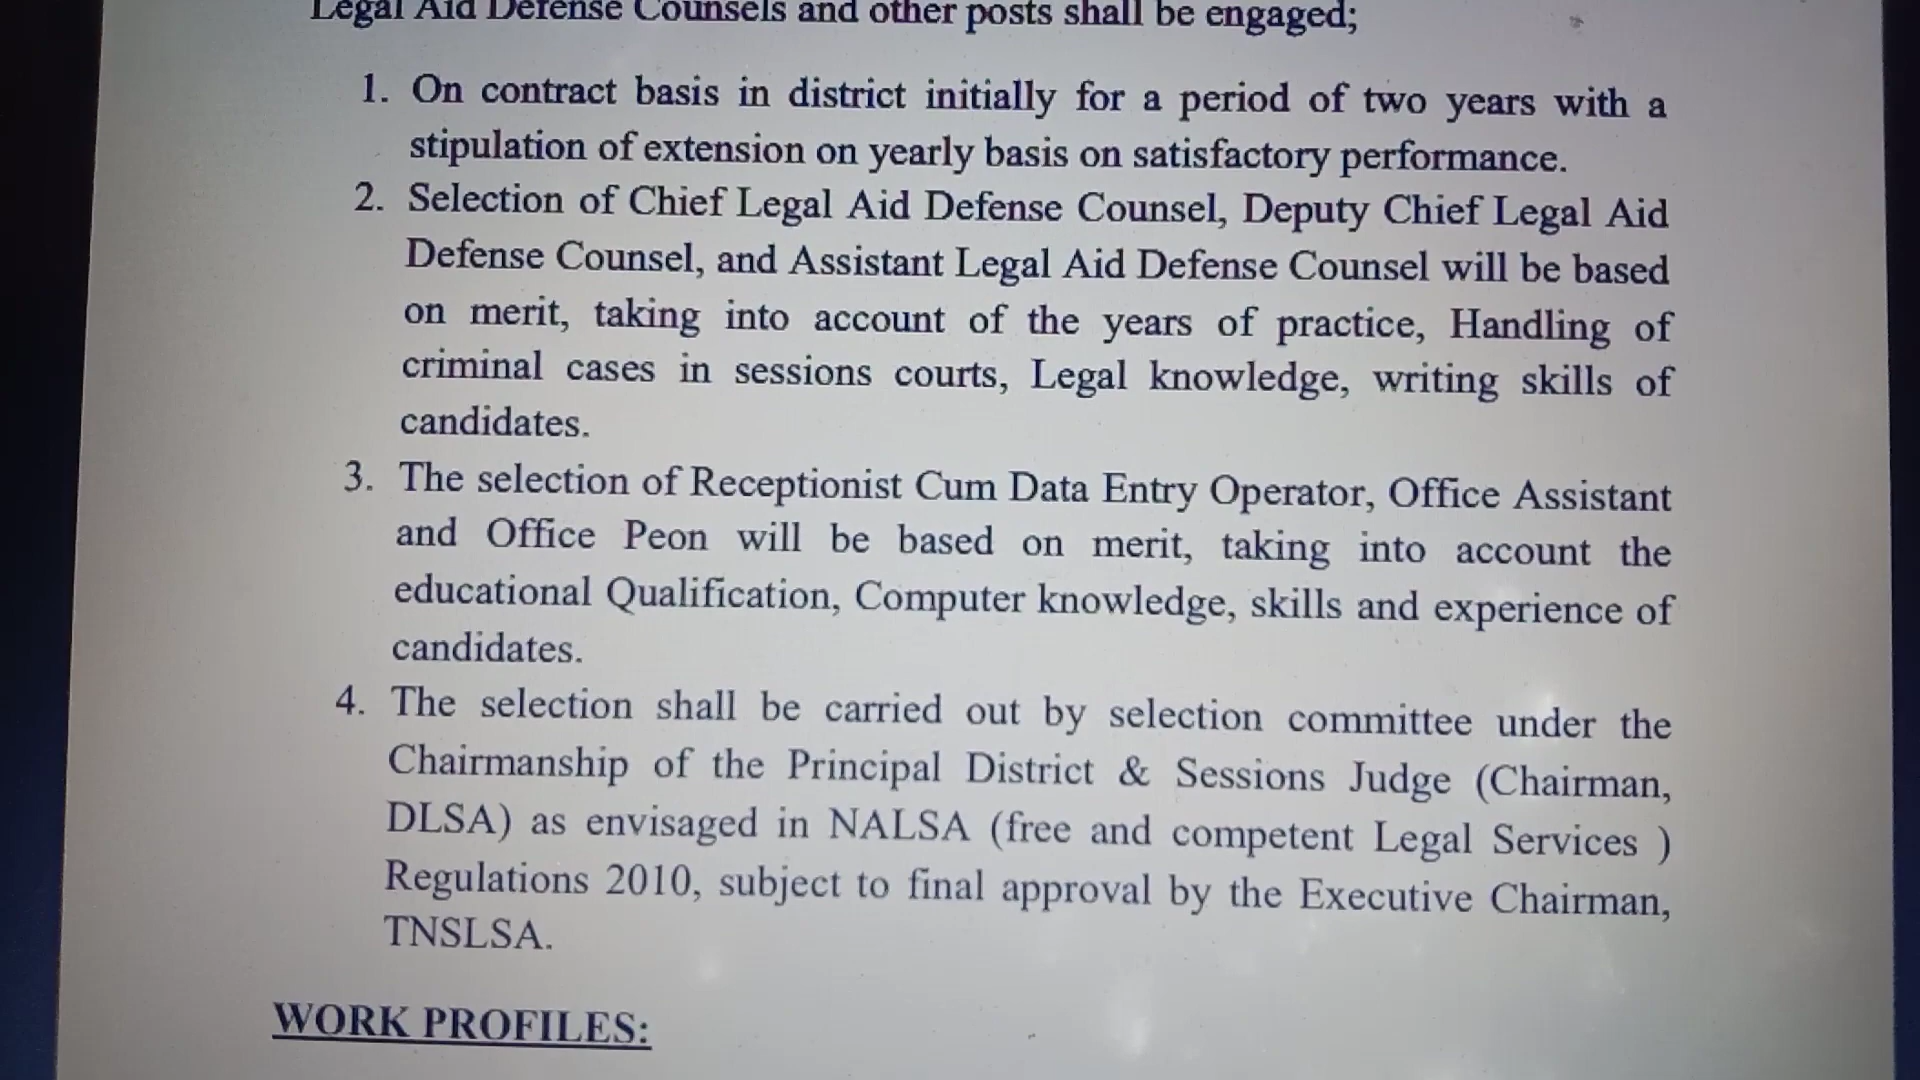 Legal Aid Defense Counsels and other posts shall be engaged;
1. On contract basis in district initially for a period of two years with a
stipulation of extension on yearly basis on satisfactory performance.
2. Selection of Chief Legal Aid Defense Counsel, Deputy Chief Legal Aid
Defense Counsel, and Assistant Legal Aid Defense Counsel will be based
on merit, taking into account of the years of practice, Handling of
criminal cases in sessions courts, Legal knowledge, writing skills of
candidates.
3. The selection of Receptionist Cum Data Entry Operator, Office Assistant
and Office Peon will be based on merit, taking into account the
educational Qualification, Computer knowledge, skills and experience of
candidates.
4. The selection shall be carried out by selection committee under the
Chairmanship of the Principal District & Sessions Judge (Chairman,
DLSA) as envisaged in NALSA (free and competent Legal Services )
Regulations 2010, subject to final approval by the Executive Chairman,
TNSLSA.
WORK PROFILES: